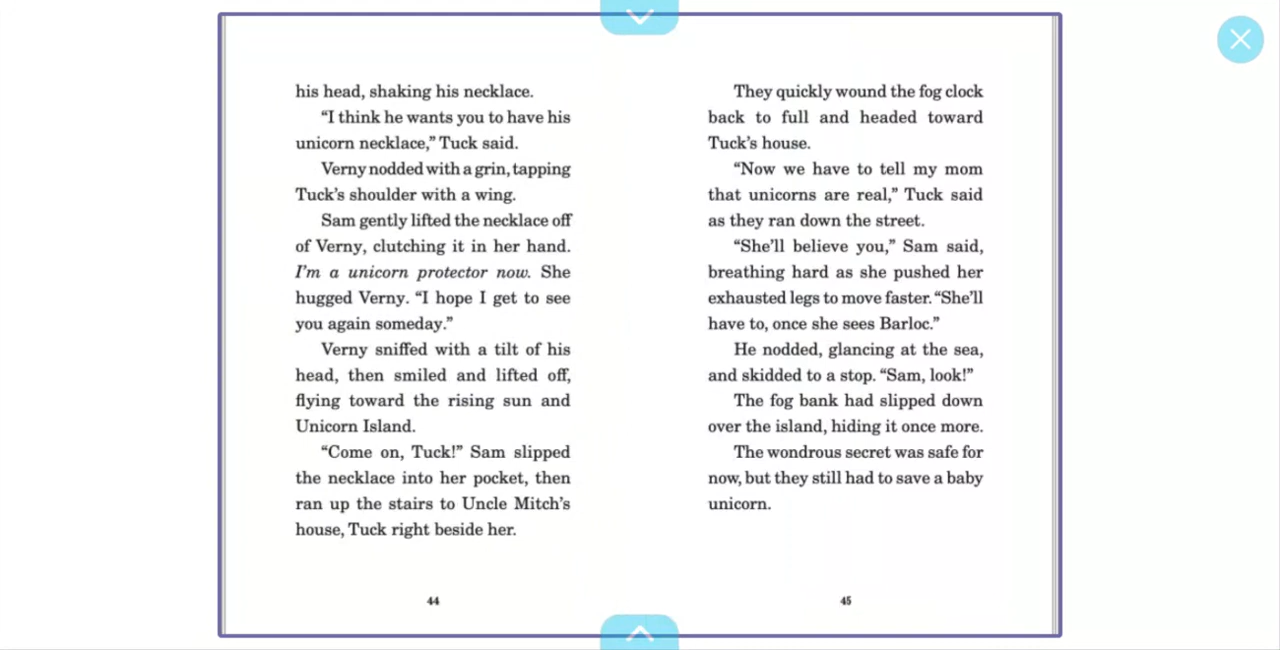 his head, shaking his necklace.
“I think he wants you to have his
unicorn necklace,” Tuck said.
Verny nodded with a grin, tapping
Tuck’s shoulder with a wing.
Sam gently lifted the necklace off
of Verny, clutching it in her hand.
I’m a unicorn protector now. She
hugged Verny. “I hope I get to see
you again someday.”
Verny sniffed with a tilt of his
head, then smiled and lifted off,
flying toward the rising sun and
Unicorn Island.
“Come on, Tuck!” Sam slipped
the necklace into her pocket, then
ran up the stairs to Uncle Mitch’s
house, Tuck right beside her.
44
They quickly wound the fog clock
back to full and headed toward
Tuck’s house.
“Now we have to tell my mom
that unicorns are real,” Tuck said
as they ran down the street.
“She’ll believe you,” Sam said,
breathing hard as she pushed her
exhausted legs to move faster. “She’ll
have to, once she sees Barloc.”
He nodded, glancing at the sea,
and skidded to a stop. “Sam, look!”
The fog bank had slipped down
over the island, hiding it once more.
The wondrous secret was safe for
now, but they still had to save a baby
unicorn.
45